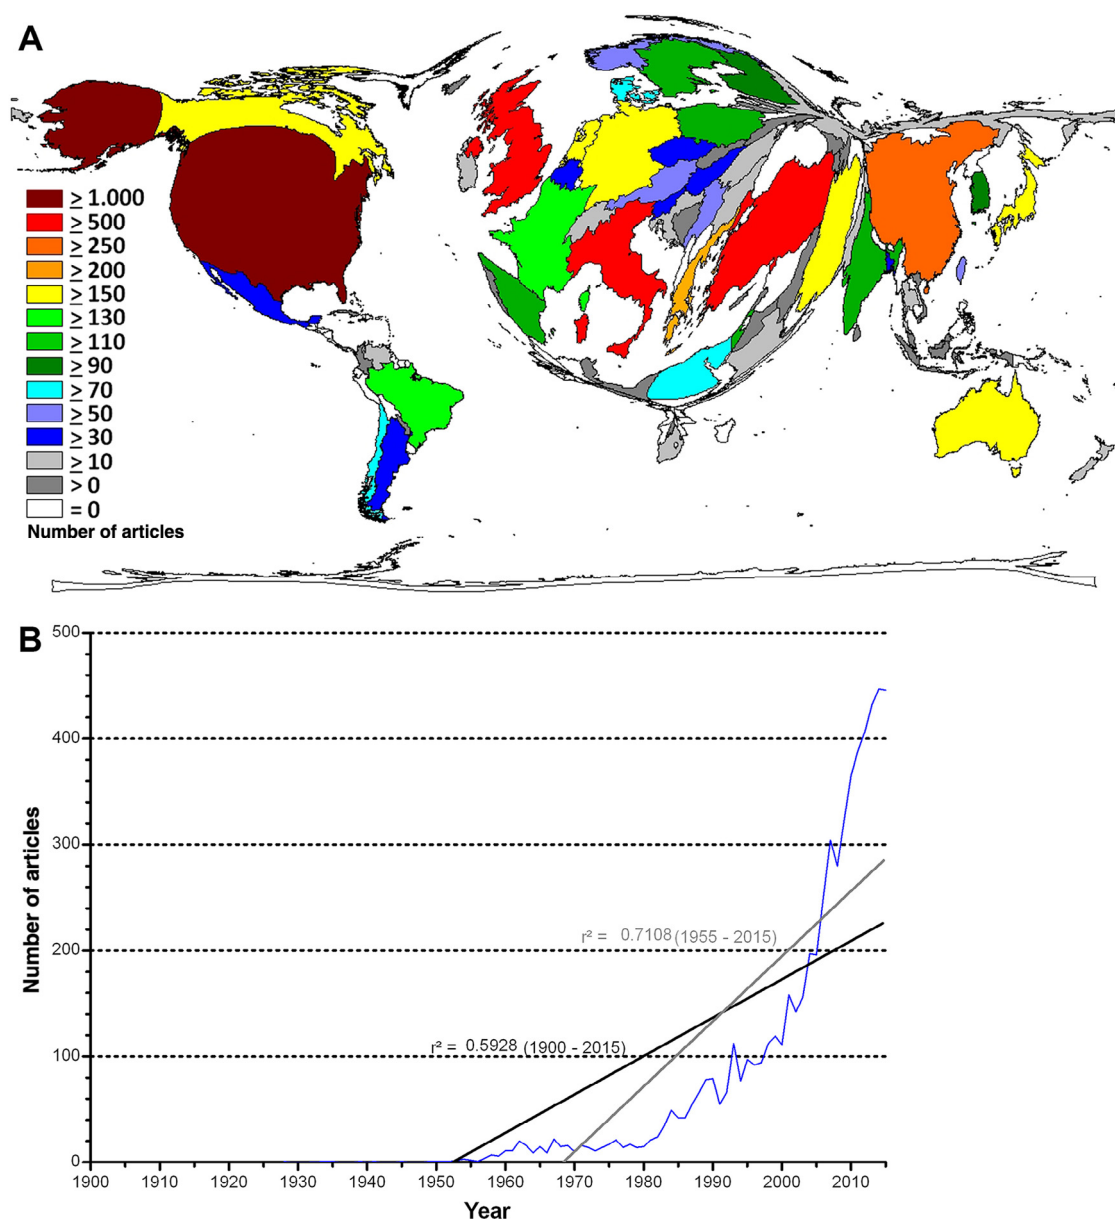 A
≥ 1.000
≥ 500
≥ 250
≥ 200
≥ 150
≥ 130
≥ 110
≥ 90
≥ 70
≥ 50
≥ 30
≥ 10
> 0
= 0
Number of articles
B
500
400
300
200
100
0
Number of articles
r² = 0.7108 (1955 - 2015)
r² = 0.5928 (1900 - 2015)
1900 1910 1920 1930 1940 1950 1960 1970 1980 1990 2000 2010
Year